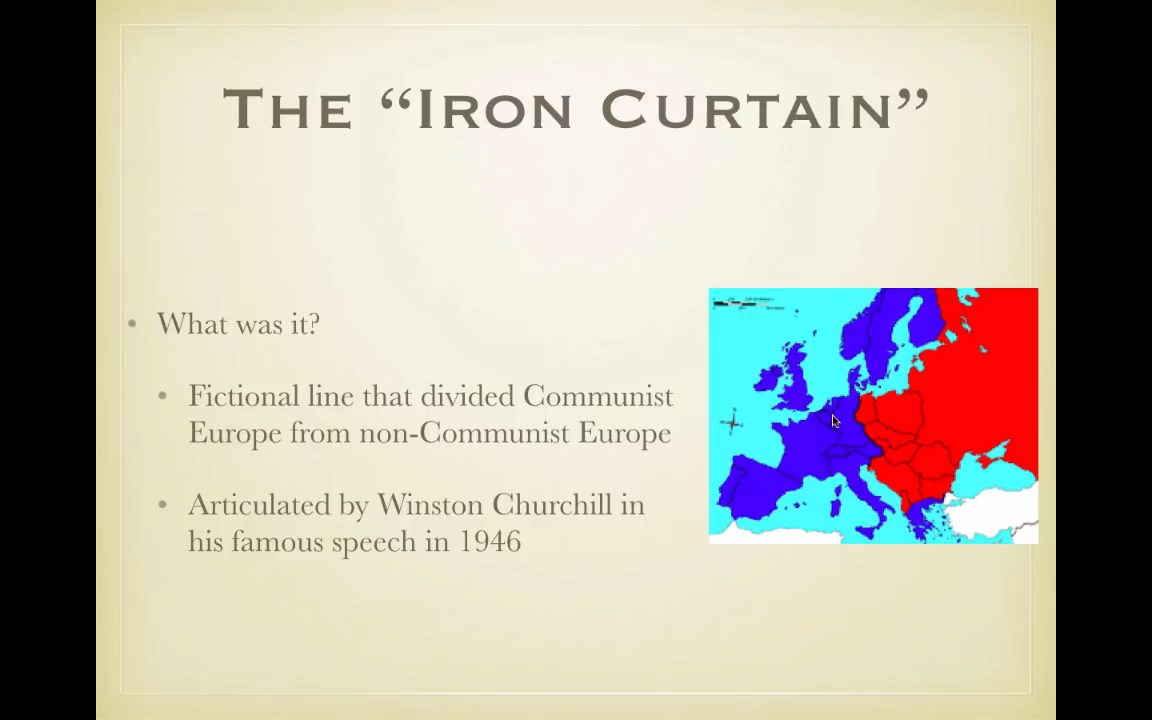 The “Iron Curtain”
• What was it?
• Fictional line that divided Communist
Europe from non-Communist Europe
• Articulated by Winston Churchill in
his famous speech in 1946